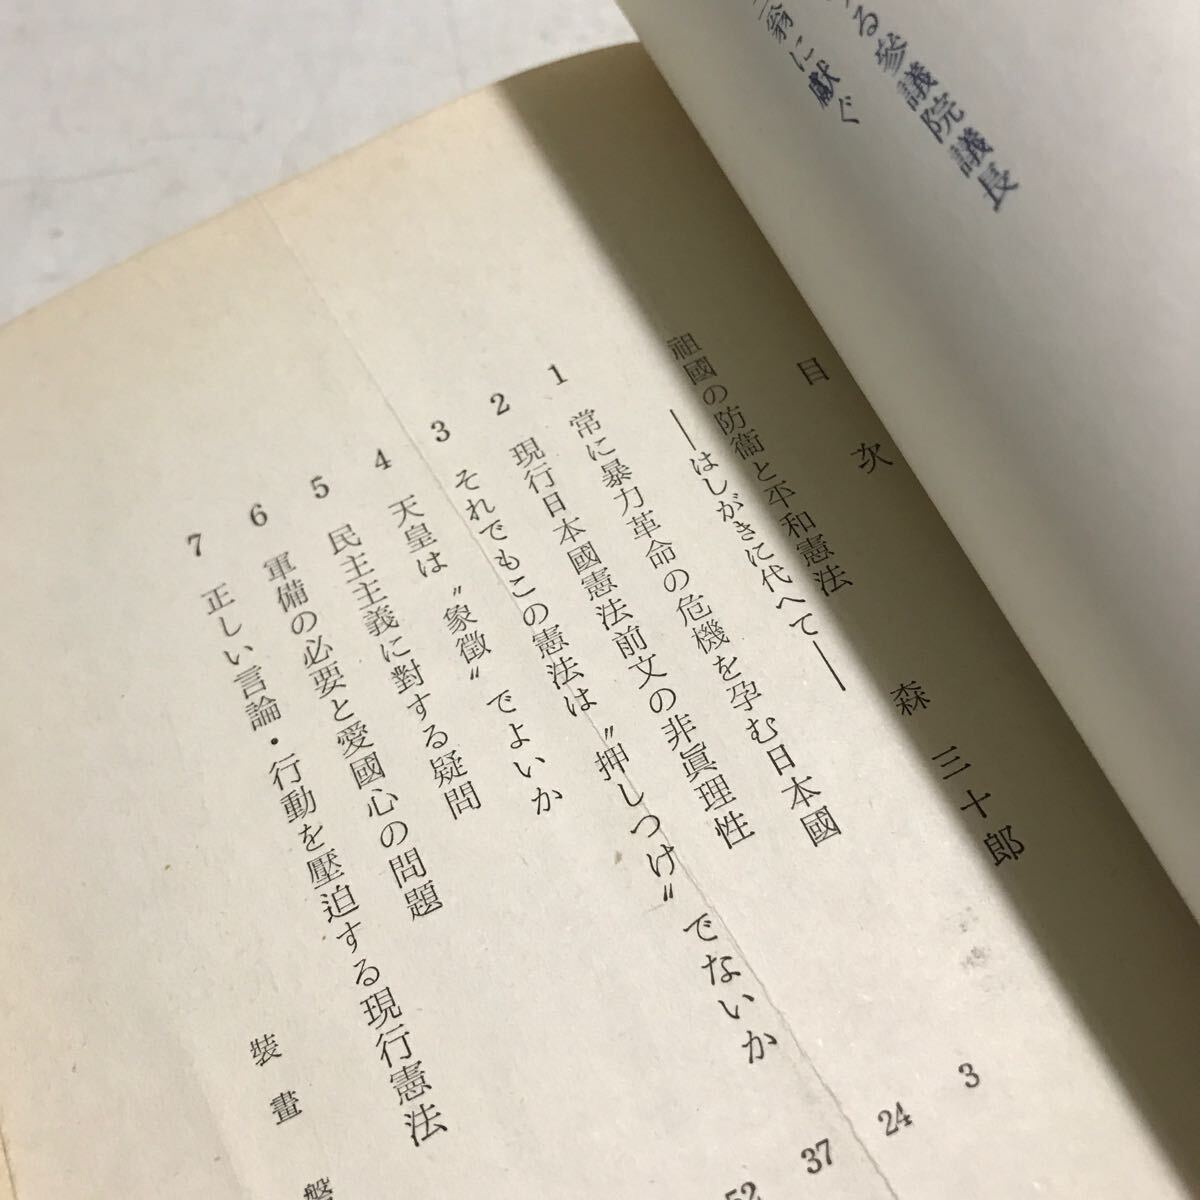 る參議院議長
翁に献ぐ
目次
祖國の防衞と平和憲法 森三十郎
―はしがきに代へて― 3
1 常に暴力革命の危機を孕む日本國 24
2 現行日本國憲法前文の非眞理性 37
3 それでもこの憲法は〝押しつけ〟でないか 52
4 天皇は〝象徵〟でよいか
5 民主主義に對する疑問
6 軍備の必要と愛國心の問題
7 正しい言論・行動を壓迫する現行憲法
裝畫